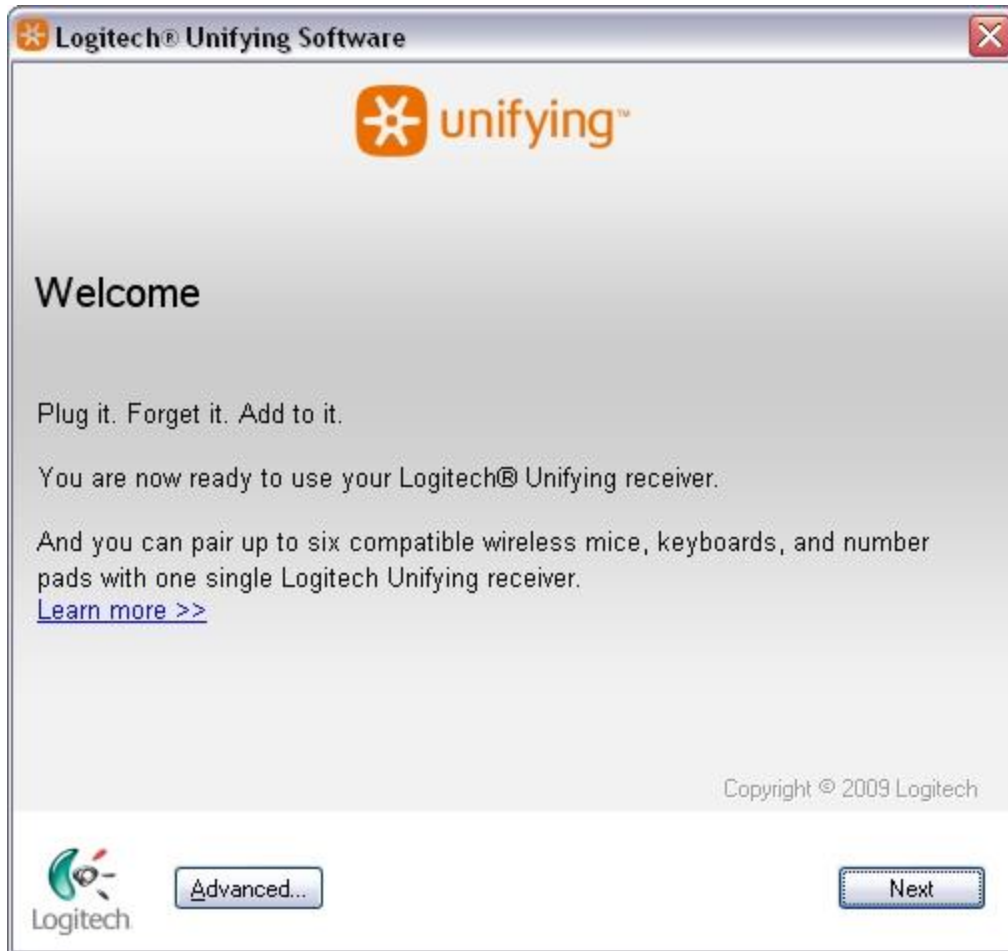 Logitech® Unifying Software
unifying™
Welcome
Plug it. Forget it. Add to it.
You are now ready to use your Logitech® Unifying receiver.
And you can pair up to six compatible wireless mice, keyboards, and number
pads with one single Logitech Unifying receiver.
Learn more >>
Copyright © 2009 Logitech
Logitech
Advanced...
Next